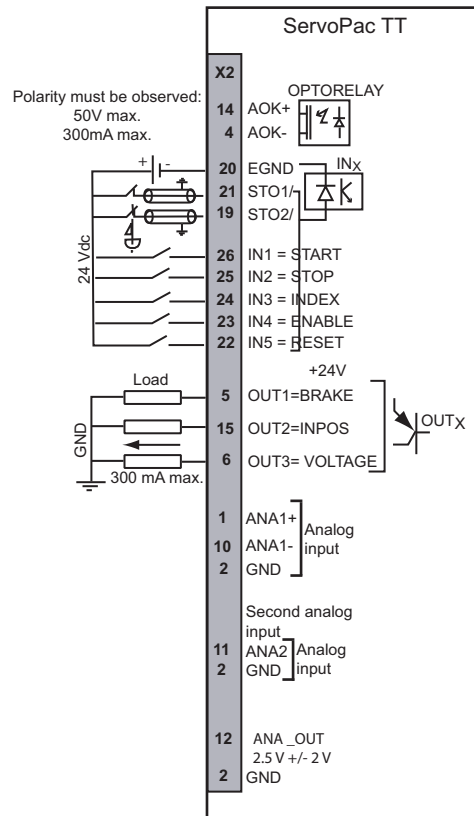 ServoPac TT
X2
Polarity must be observed:
50V max.
300mA max.
OPTORELAY
14 AOK+
4 AOK-
+ -
20 EGND
INX
21 STO1/
19 STO2/
24 Vdc
26 IN1 = START
25 IN2 = STOP
24 IN3 = INDEX
23 IN4 = ENABLE
22 IN5 = RESET
+24V
Load
5 OUT1=BRAKE
OUTX
15 OUT2=INPOS
GND
6 OUT3= VOLTAGE
300 mA max.
1 ANA1+
10 ANA1-
2 GND
Analog
input
Second analog
input
11 ANA2
2 GND
Analog
input
12 ANA _OUT
2.5 V +/- 2 V
2 GND